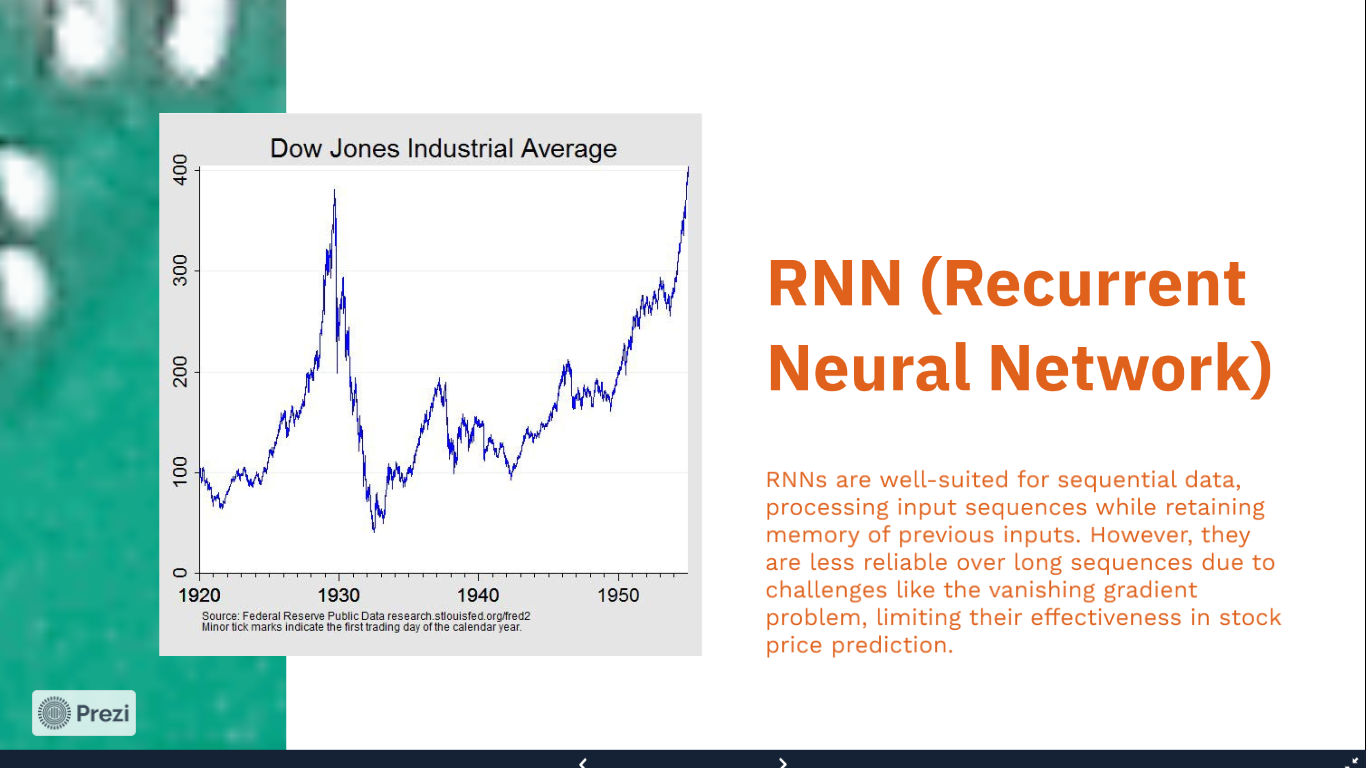 Dow Jones Industrial Average
400
300
200
100
0
1920 1930 1940 1950
Source: Federal Reserve Public Data research.stlouisfed.org/fred2
Minor tick marks indicate the first trading day of the calendar year.
RNN (Recurrent
Neural Network)
RNNs are well-suited for sequential data,
processing input sequences while retaining
memory of previous inputs. However, they
are less reliable over long sequences due to
challenges like the vanishing gradient
problem, limiting their effectiveness in stock
price prediction.
Prezi